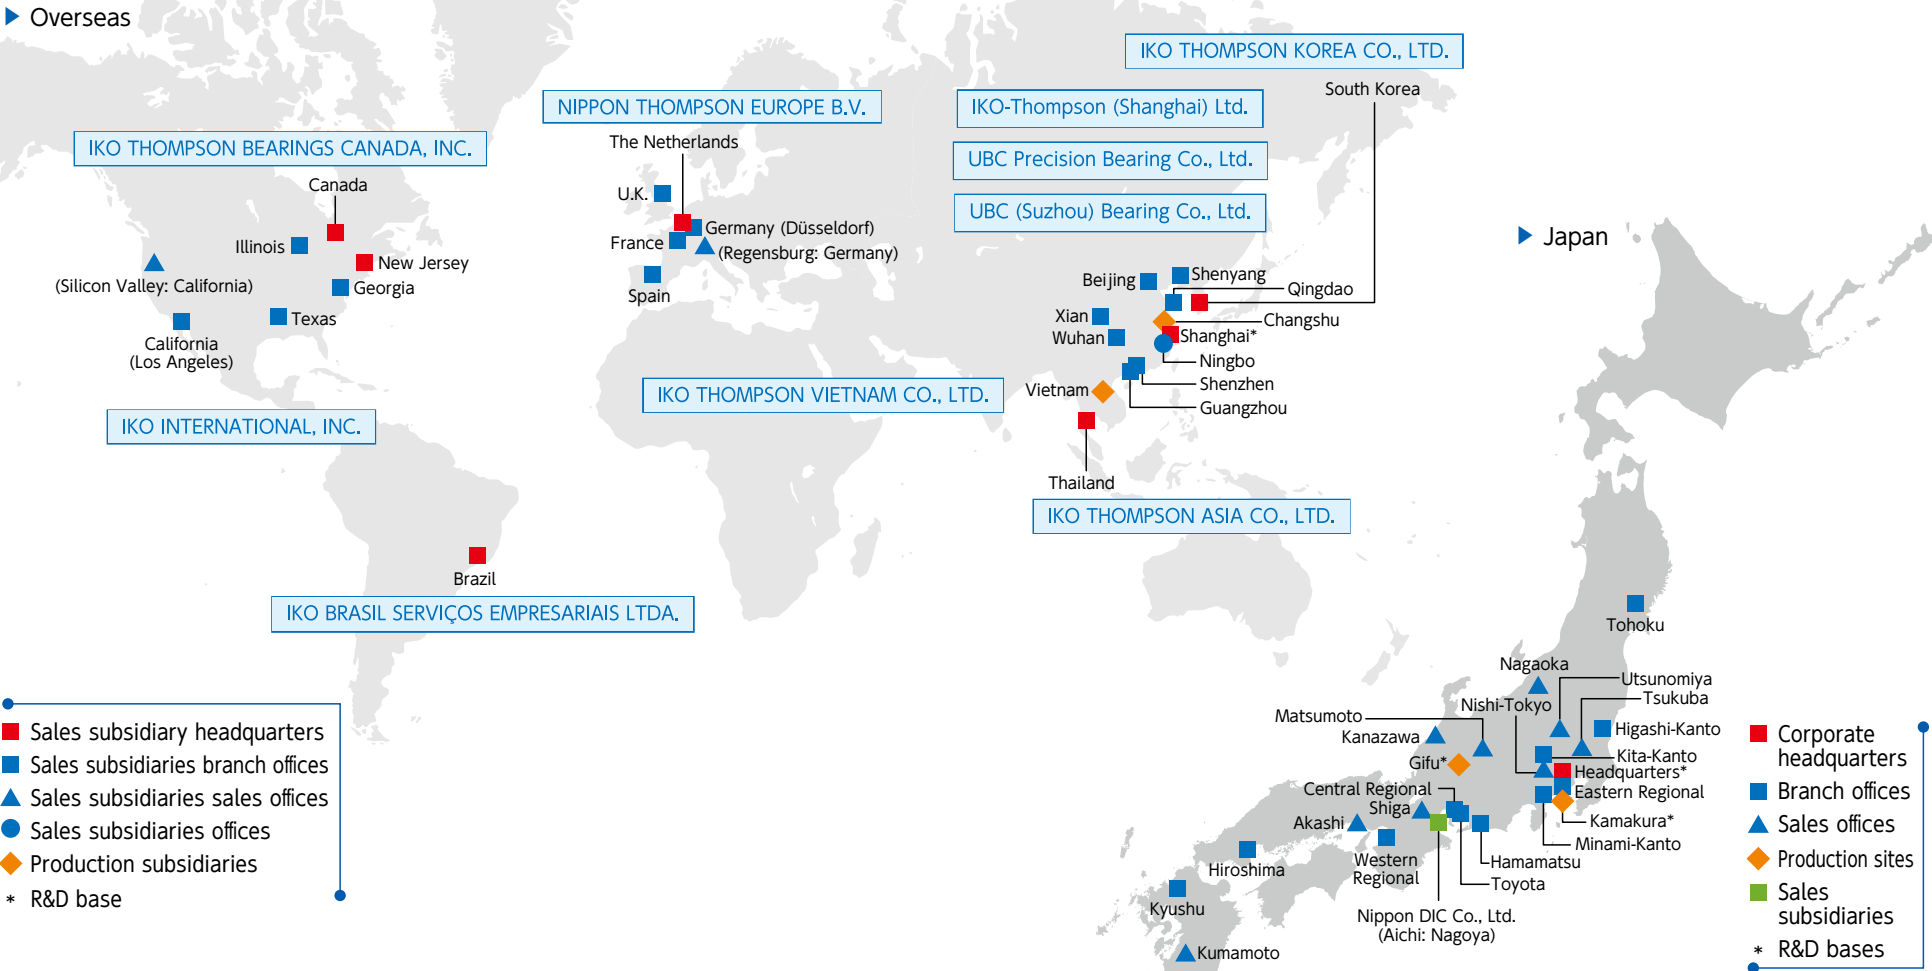 Overseas
IKO THOMPSON KOREA CO., LTD.
South Korea
NIPPON THOMPSON EUROPE B.V.
IKO-Thompson (Shanghai) Ltd.
IKO THOMPSON BEARINGS CANADA, INC.
The Netherlands
UBC Precision Bearing Co., Ltd.
Canada
U.K.
UBC (Suzhou) Bearing Co., Ltd.
Illinois
France
Germany (Düsseldorf)
(Regensburg: Germany)
New Jersey
(Silicon Valley: California)
Georgia
Spain
Texas
California
(Los Angeles)
Beijing
Shenyang
Qingdao
Xian
Changshu
Wuhan
Shanghai*
Ningbo
Shenzhen
Vietnam
Guangzhou
IKO THOMPSON VIETNAM CO., LTD.
IKO INTERNATIONAL, INC.
Thailand
IKO THOMPSON ASIA CO., LTD.
Brazil
IKO BRASIL SERVIÇOS EMPRESARIAIS LTDA.
Sales subsidiary headquarters
Sales subsidiaries branch offices
Sales subsidiaries sales offices
Sales subsidiaries offices
Production subsidiaries
* R&D base
Japan
Tohoku
Nagaoka
Utsunomiya
Nishi-Tokyo
Tsukuba
Matsumoto
Kanazawa
Higashi-Kanto
Gifu*
Kita-Kanto
Headquarters*
Central Regional
Eastern Regional
Shiga
Akashi
Kamakura*
Minami-Kanto
Hiroshima
Western
Regional
Hamamatsu
Toyota
Kyushu
Nippon DIC Co., Ltd.
(Aichi: Nagoya)
Kumamoto
Corporate
headquarters
Branch offices
Sales offices
Production sites
Sales
subsidiaries
* R&D bases